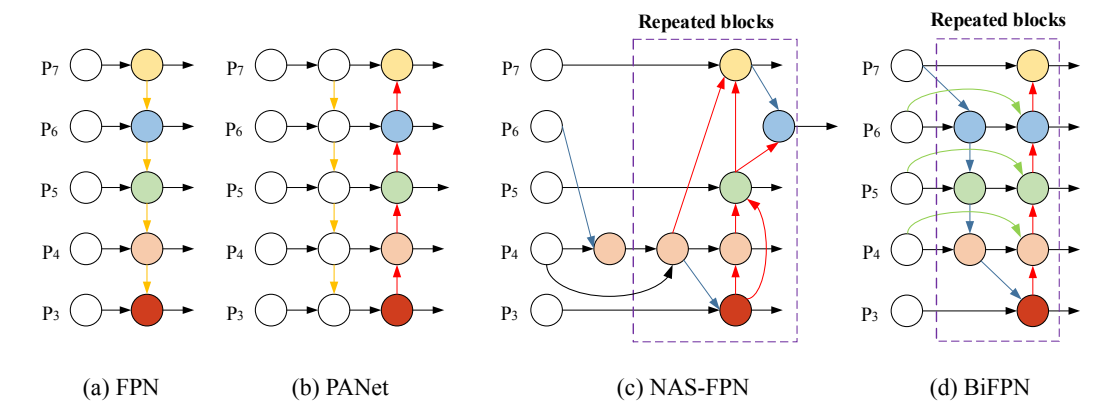 Repeated blocks
Repeated blocks
P7 P7 P7 P7
P6 P6 P6 P6
P5 P5 P5 P5
P4 P4 P4 P4
P3 P3 P3 P3
(a) FPN (b) PANet (c) NAS-FPN (d) BiFPN